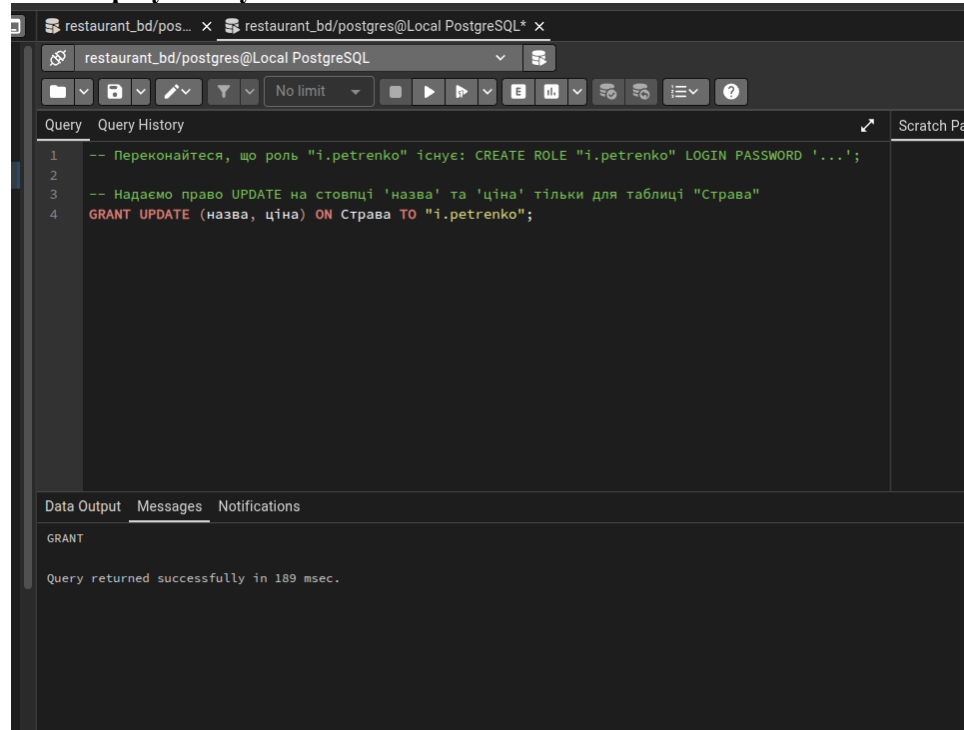 restaurant_bd/pos...
restaurant_bd/postgres@Local PostgreSQL*
restaurant_bd/postgres@Local PostgreSQL
No limit
E
Query Query History
Scratch Pa
1 -- Переконайтеся, що роль "i.petrenko" існує: CREATE ROLE "i.petrenko" LOGIN PASSWORD '...';
2
3 -- Надаємо право UPDATE на стовпці 'назва' та 'ціна' тільки для таблиці "Страва"
4 GRANT UPDATE (назва, ціна) ON Страва TO "i.petrenko";
Data Output Messages Notifications
GRANT
Query returned successfully in 189 msec.